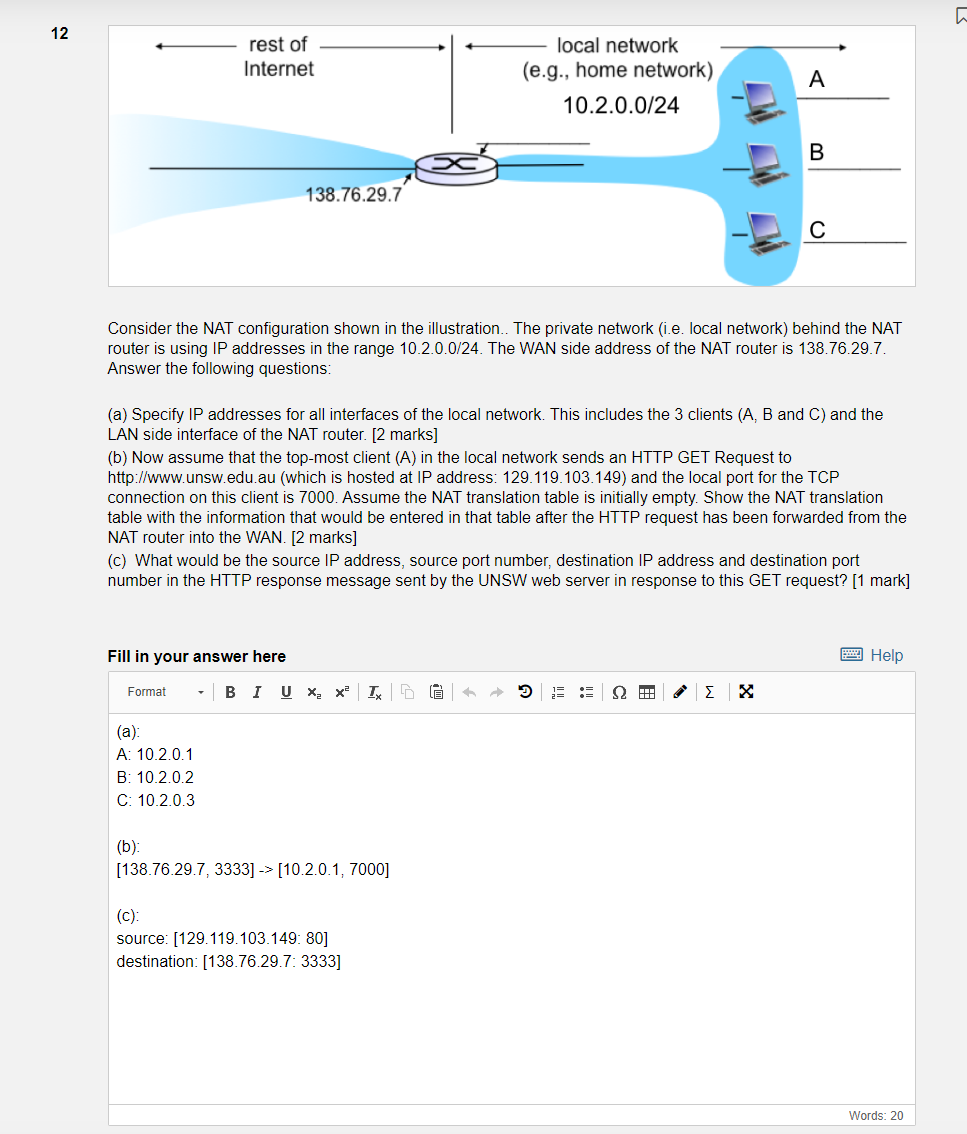 12
rest of
Internet
local network
(e.g., home network)
10.2.0.0/24
A
B
138.76.29.7
C
Consider the NAT configuration shown in the illustration.. The private network (i.e. local network) behind the NAT
router is using IP addresses in the range 10.2.0.0/24. The WAN side address of the NAT router is 138.76.29.7.
Answer the following questions:
(a) Specify IP addresses for all interfaces of the local network. This includes the 3 clients (A, B and C) and the
LAN side interface of the NAT router. [2 marks]
(b) Now assume that the top-most client (A) in the local network sends an HTTP GET Request to
http://www.unsw.edu.au (which is hosted at IP address: 129.119.103.149) and the local port for the TCP
connection on this client is 7000. Assume the NAT translation table is initially empty. Show the NAT translation
table with the information that would be entered in that table after the HTTP request has been forwarded from the
NAT router into the WAN. [2 marks]
(c) What would be the source IP address, source port number, destination IP address and destination port
number in the HTTP response message sent by the UNSW web server in response to this GET request? [1 mark]
Fill in your answer here
Help
Format B I U x₂ x² Tx Ω Σ
(a):
A: 10.2.0.1
B: 10.2.0.2
C: 10.2.0.3
(b):
[138.76.29.7, 3333] -> [10.2.0.1, 7000]
(c):
source: [129.119.103.149: 80]
destination: [138.76.29.7: 3333]
Words: 20